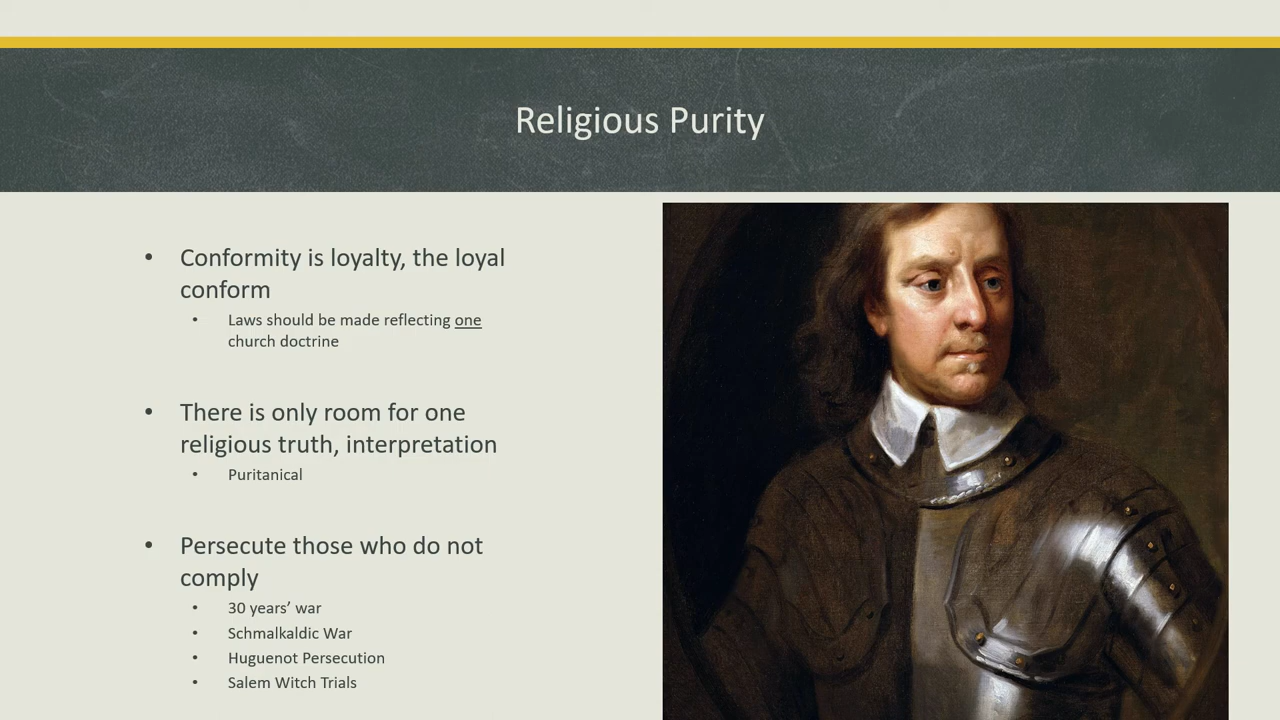 Religious Purity
• Conformity is loyalty, the loyal
conform
• Laws should be made reflecting one
church doctrine
• There is only room for one
religious truth, interpretation
• Puritanical
• Persecute those who do not
comply
• 30 years’ war
• Schmalkaldic War
• Huguenot Persecution
• Salem Witch Trials